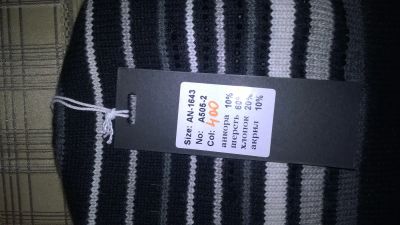 Size: AN-1643
No: A505-2
Col: 400
ангора 10%
шерсть 60%
хлопок 20%
акрил 10%